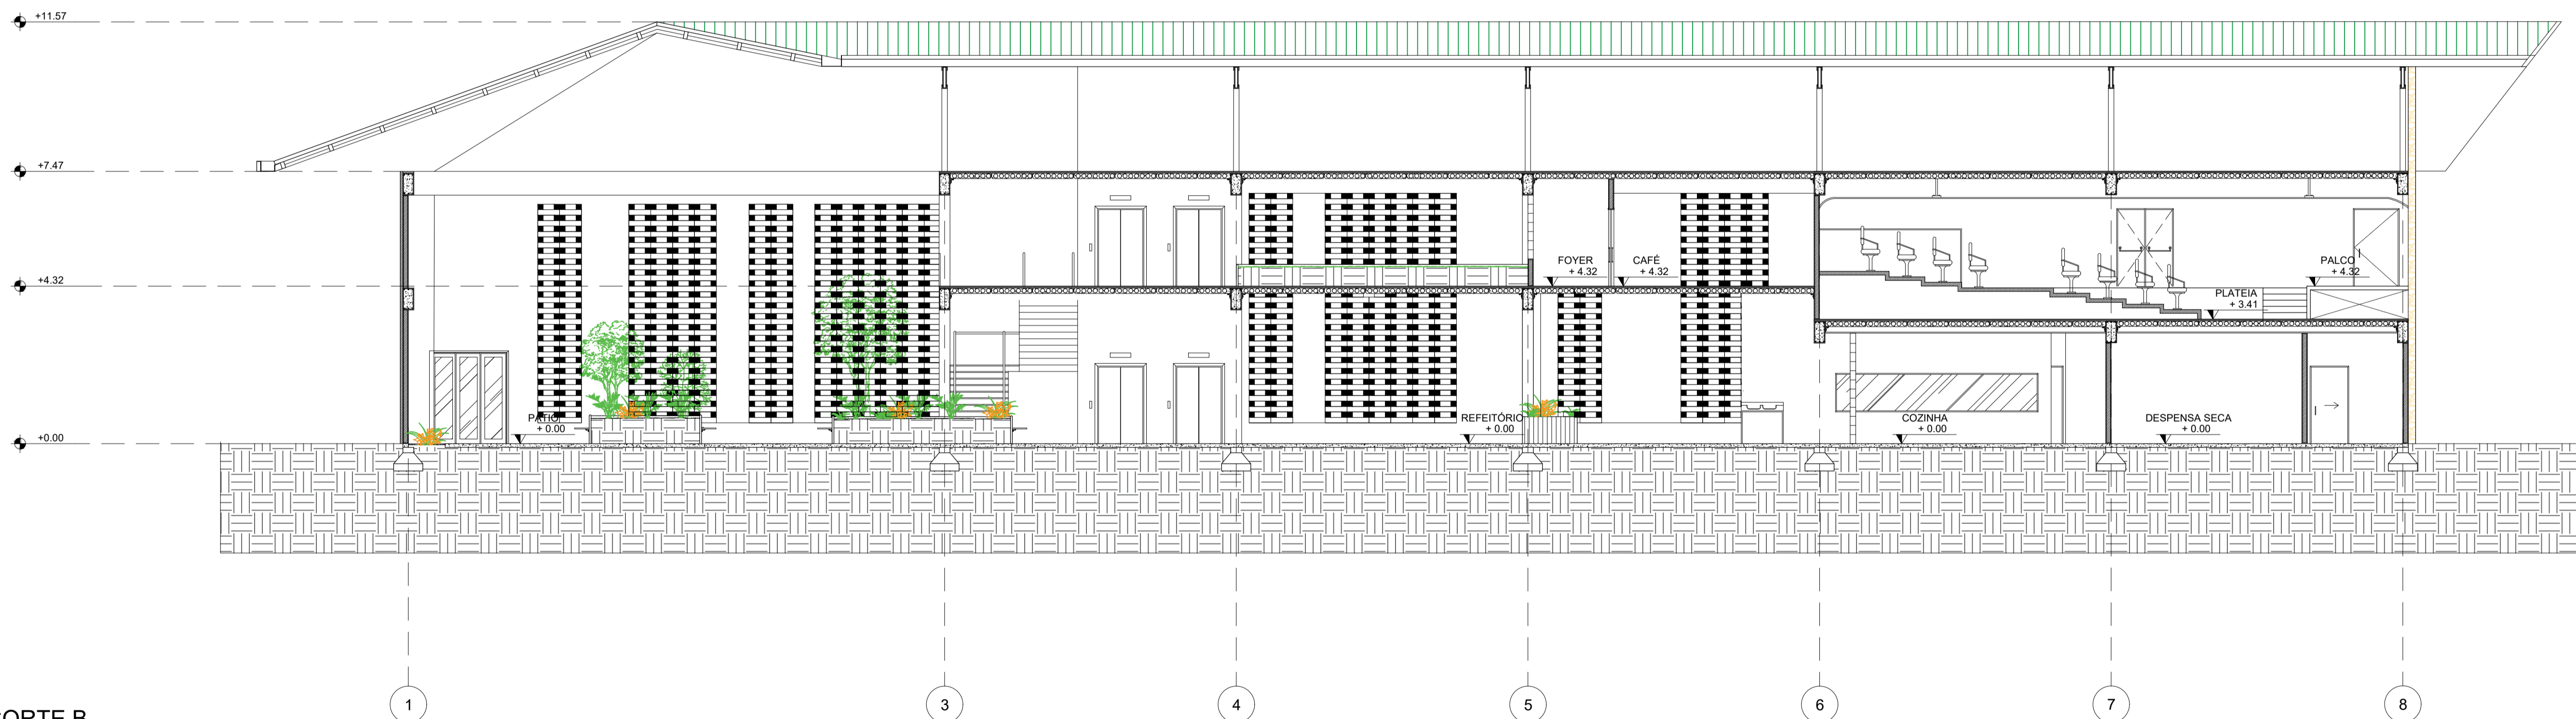 +11.57
+7.47
+4.32
FOYER
+ 4.32
CAFÉ
+ 4.32
PALCO
+ 4.32
PLATEIA
+ 3.41
+0.00
PATIO
+ 0.00
REFEITÓRIO
+ 0.00
COZINHA
+ 0.00
DESPENSA SECA
+ 0.00
1
3
4
5
6
7
8
CORTE B